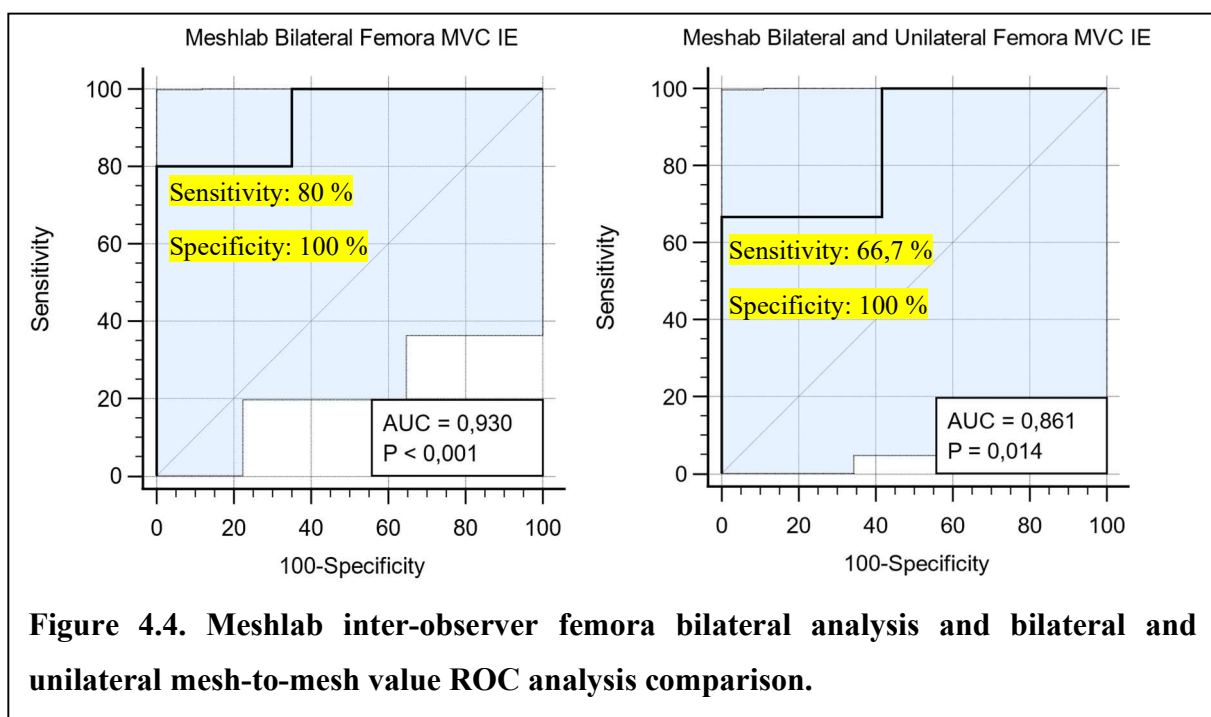 Meshlab Bilateral Femora MVC IE
100
80
60
40
20
0
Sensitivity
Sensitivity: 80 %
Specificity: 100 %
AUC = 0,930
P < 0,001
0 20 40 60 80 100
100-Specificity
Meshab Bilateral and Unilateral Femora MVC IE
100
80
60
40
20
0
Sensitivity
Sensitivity: 66,7 %
Specificity: 100 %
AUC = 0,861
P = 0,014
0 20 40 60 80 100
100-Specificity
Figure 4.4. Meshlab inter-observer femora bilateral analysis and bilateral and
unilateral mesh-to-mesh value ROC analysis comparison.